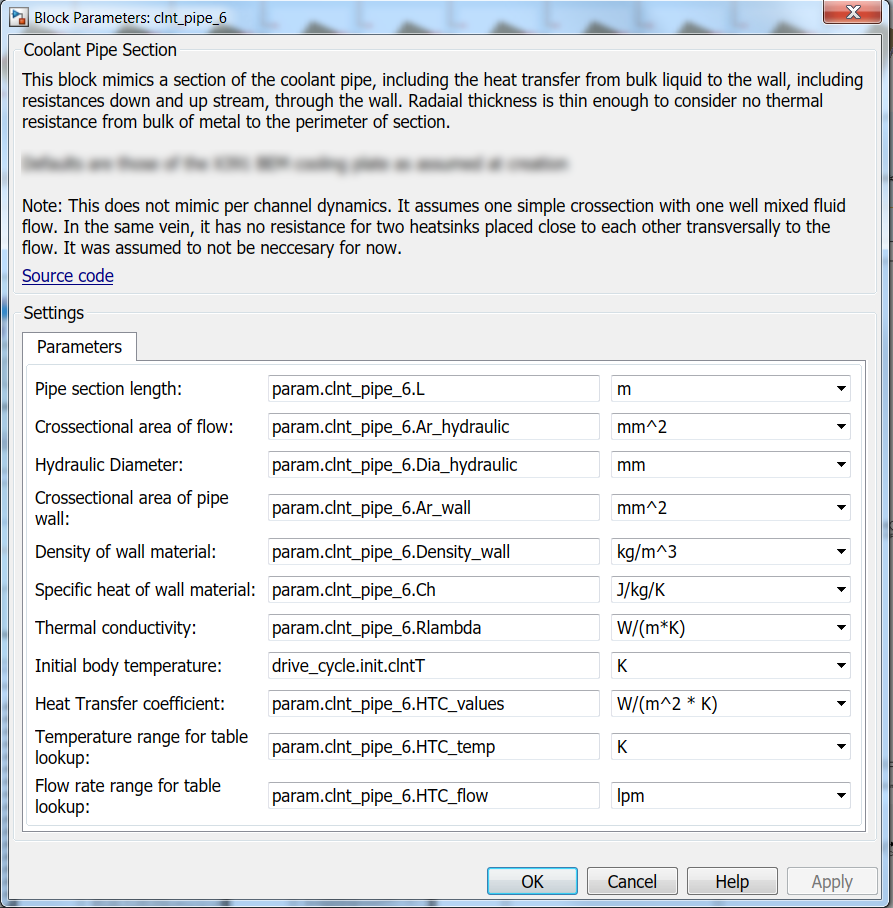 Block Parameters: clnt_pipe_6
Coolant Pipe Section
This block mimics a section of the coolant pipe, including the heat transfer from bulk liquid to the wall, including
resistances down and up stream, through the wall. Radaial thickness is thin enough to consider no thermal
resistance from bulk of metal to the perimeter of section.
Note: This does not mimic per channel dynamics. It assumes one simple crossection with one well mixed fluid
flow. In the same vein, it has no resistance for two heatsinks placed close to each other transversally to the
flow. It was assumed to not be neccesary for now.
Source code
Settings
Parameters
Pipe section length: param.clnt_pipe_6.L m
Crossectional area of flow: param.clnt_pipe_6.Ar_hydraulic mm^2
Hydraulic Diameter: param.clnt_pipe_6.Dia_hydraulic mm
Crossectional area of pipe
wall: param.clnt_pipe_6.Ar_wall mm^2
Density of wall material: param.clnt_pipe_6.Density_wall kg/m^3
Specific heat of wall material: param.clnt_pipe_6.Ch J/kg/K
Thermal conductivity: param.clnt_pipe_6.Rlambda W/(m*K)
Initial body temperature: drive_cycle.init.clntT K
Heat Transfer coefficient: param.clnt_pipe_6.HTC_values W/(m^2 * K)
Temperature range for table
lookup: param.clnt_pipe_6.HTC_temp K
Flow rate range for table
lookup: param.clnt_pipe_6.HTC_flow lpm
OK Cancel Help Apply